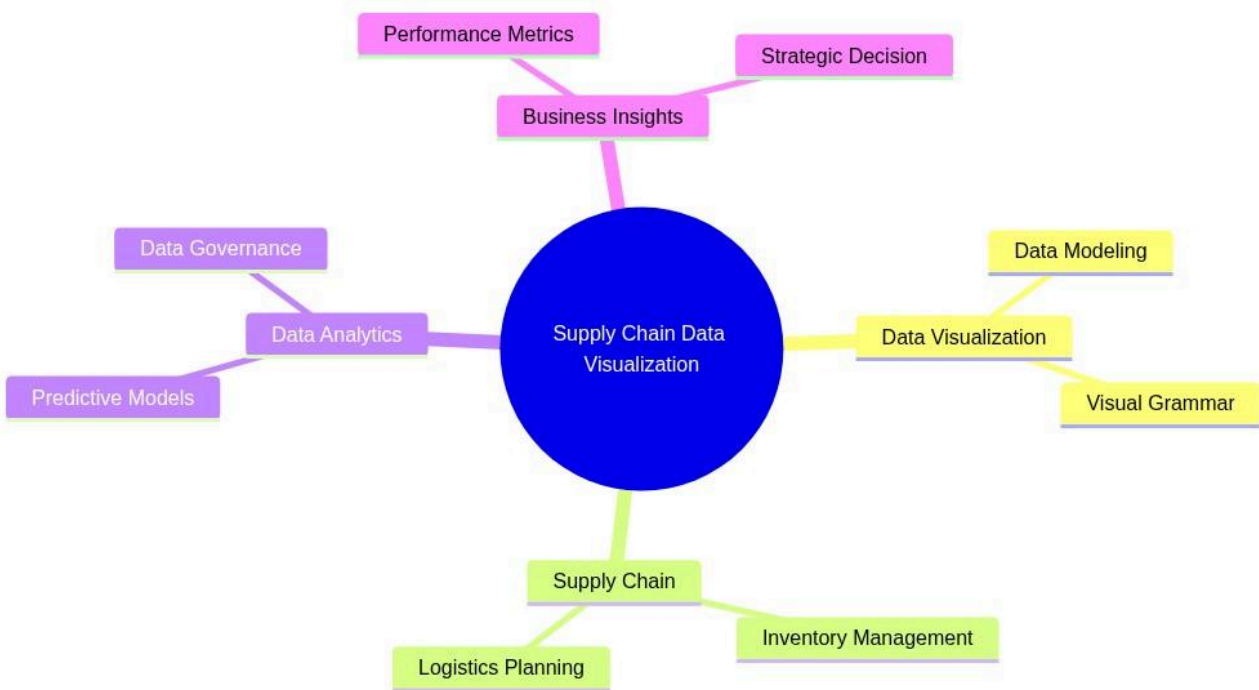 Performance Metrics
Strategic Decision
Business Insights
Data Governance
Data Modeling
Data Analytics
Supply Chain Data
Visualization
Data Visualization
Predictive Models
Visual Grammar
Supply Chain
Inventory Management
Logistics Planning